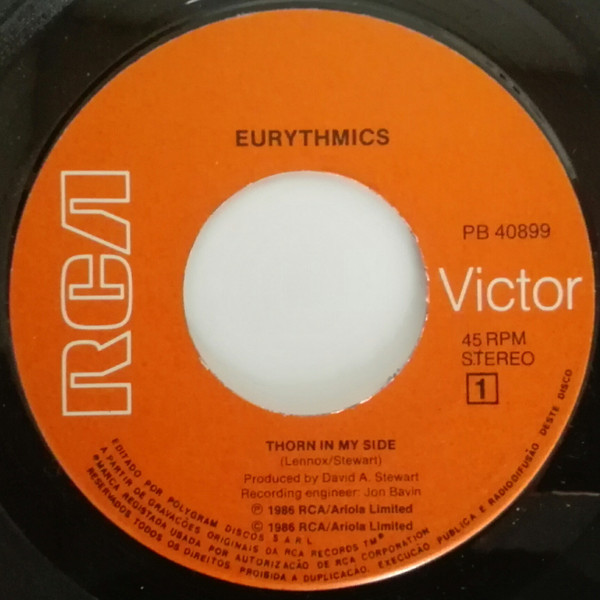 EURYTHMICS
RCA
PB 40899
Victor
45 RPM
STEREO
1
THORN IN MY SIDE
(Lennox/Stewart)
Produced by David A. Stewart
Recording engineer: Jon Bavin
℗ 1986 RCA/Ariola Limited
© 1986 RCA/Ariola Limited
EDITADO POR POLYGRAM DISCOS S A R L
A PARTIR DE GRAVAÇÕES ORIGINAIS DA RCA RECORDS TM®
®MARCA REGISTADA USADA POR AUTORIZAÇÃO DE RCA CORPORATION
RESERVADOS TODOS OS DIREITOS. PROIBIDA A DUPLICAÇÃO, EXECUÇÃO PUBLICA E RADIODIFUSÃO DESTE DISCO